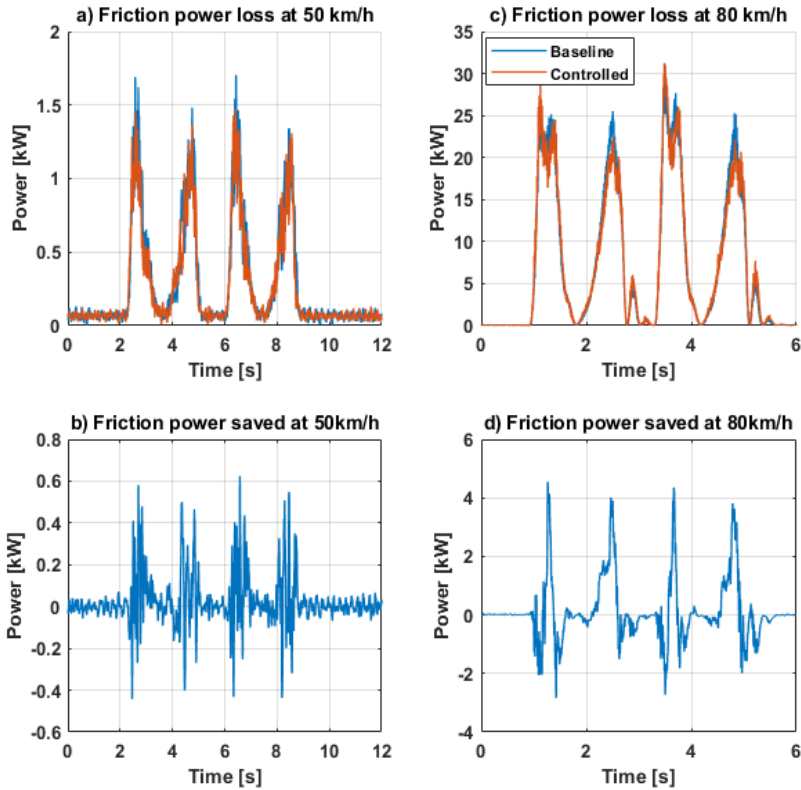 a) Friction power loss at 50 km/h
2
1.5
1
0.5
0
Power [kW]
0 2 4 6 8 10 12
Time [s]
c) Friction power loss at 80 km/h
Baseline
Controlled
35
30
25
20
15
10
5
0
Power [kW]
0 2 4 6
Time [s]
b) Friction power saved at 50km/h
0.8
0.6
0.4
0.2
0
-0.2
-0.4
-0.6
Power [kW]
0 2 4 6 8 10 12
Time [s]
d) Friction power saved at 80km/h
6
4
2
0
-2
-4
Power [kW]
0 2 4 6
Time [s]